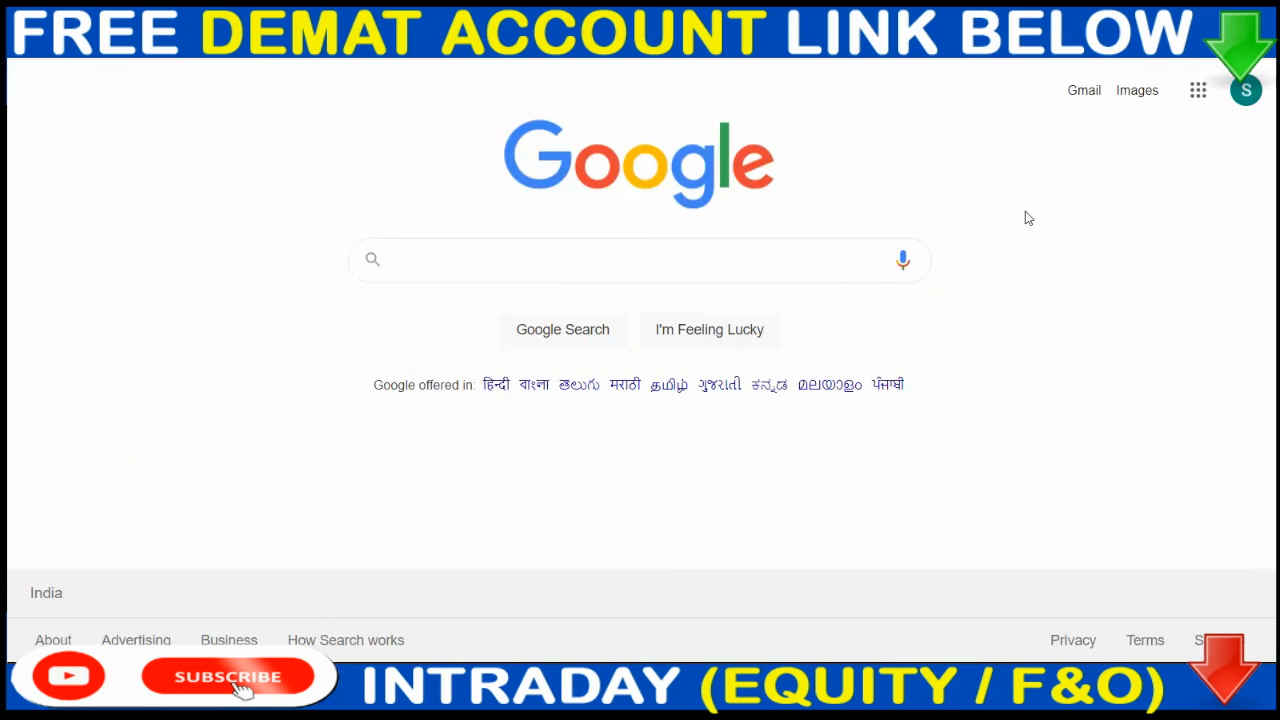 FREE DEMAT ACCOUNT LINK BELOW
Gmail Images
S
Google
Google Search I'm Feeling Lucky
Google offered in: हिन्दी বাংলা తెలుగు मराठी தமிழ் ગુજરાતી ಕನ್ನಡ മലയാളം ਪੰਜਾਬੀ
India
About Advertising Business How Search works Privacy Terms
SUBSCRIBE
INTRADAY (EQUITY / F&O)